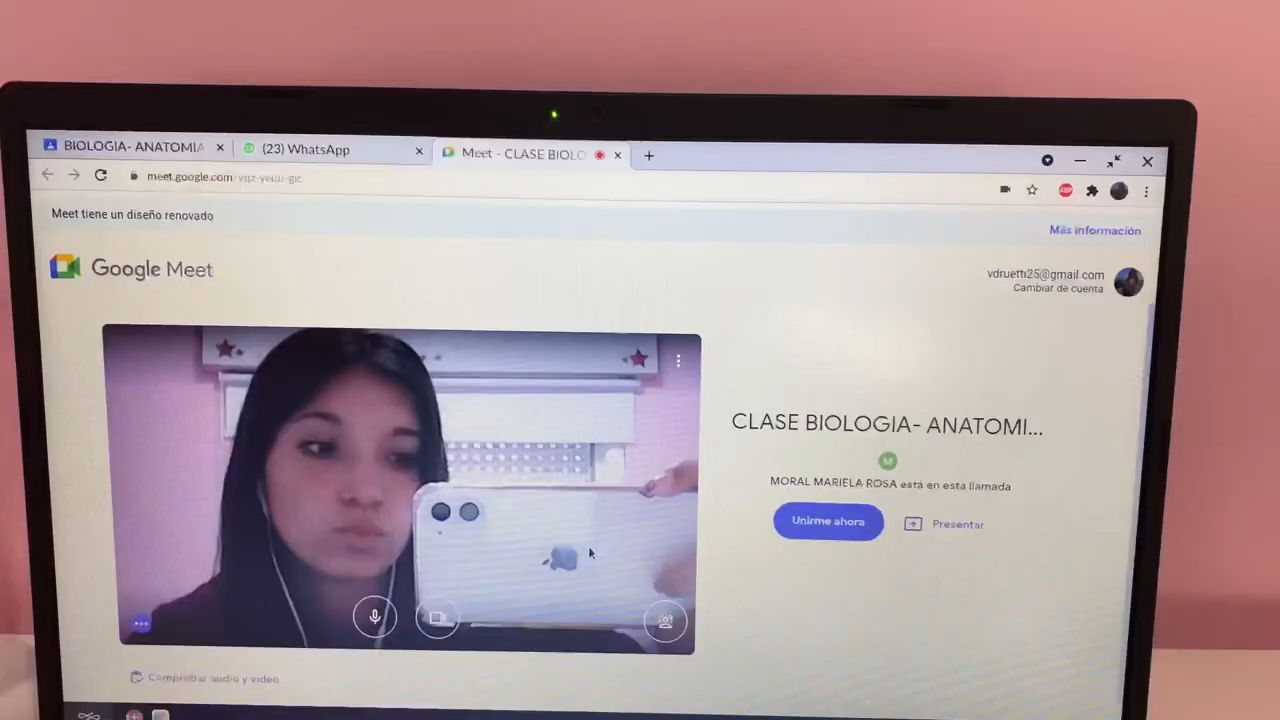 BIOLOGIA- ANATOMIA
(23) WhatsApp
Meet - CLASE BIOLO
meet.google.com
ABP
Meet tiene un diseño renovado
Más información
Google Meet
vdruetti25@gmail.com
Cambiar de cuenta
CLASE BIOLOGIA- ANATOMI...
M
MORAL MARIELA ROSA está en esta llamada
Unirme ahora
Presentar
Comprobar audio y video